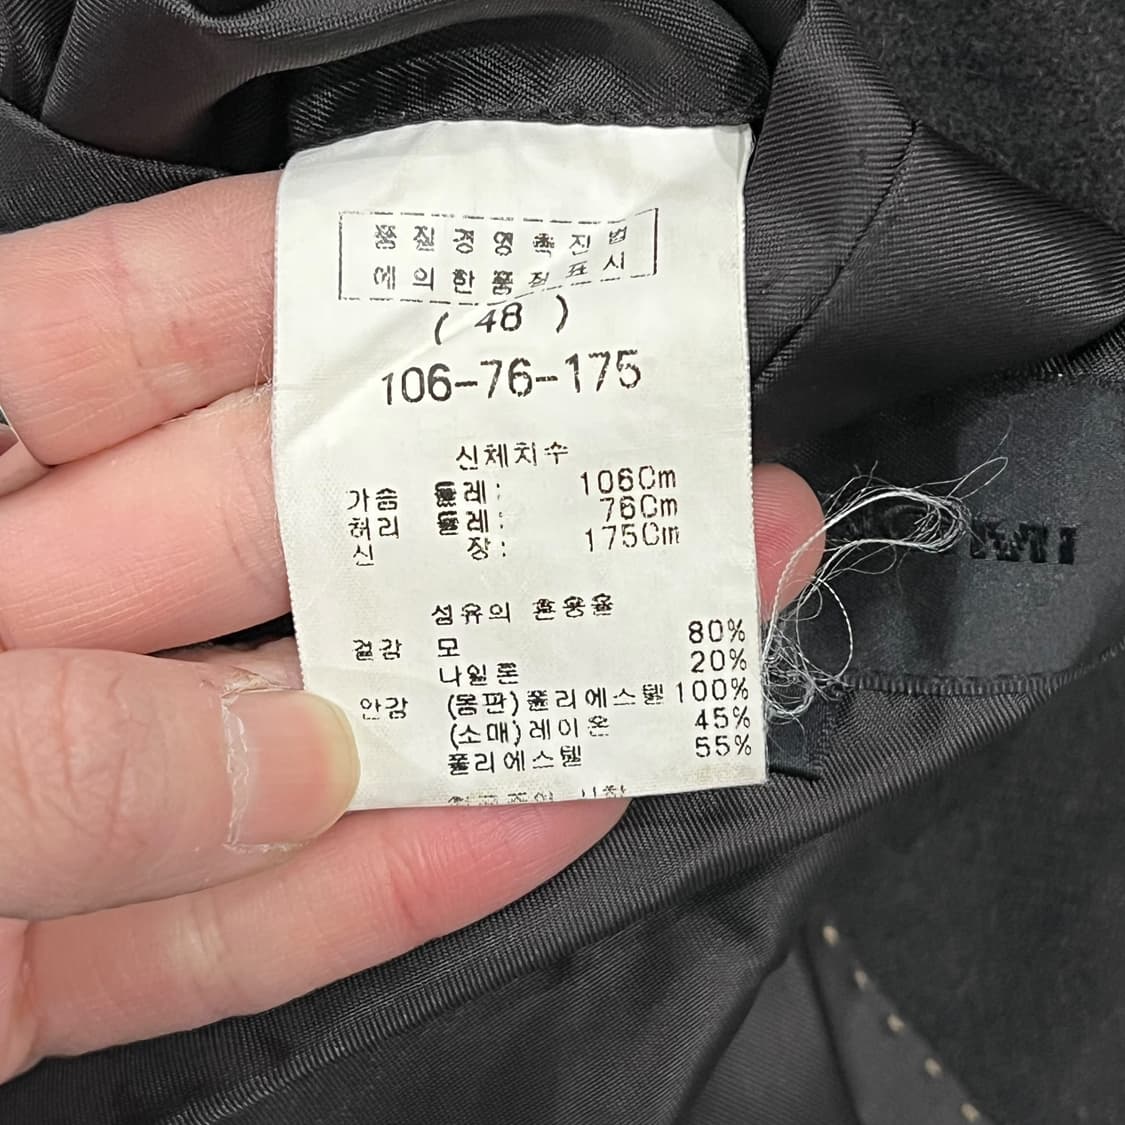 품질경영촉진법
에의한품질표시
( 48 )
106-76-175
신체치수
가슴 둘레: 106Cm
허리 둘레: 76Cm
신 장: 175Cm
섬유의 혼용율
겉감 모 80%
나일론 20%
안감 (몸판) 폴리에스텔 100%
(소매) 레이온 45%
폴리에스텔 55%